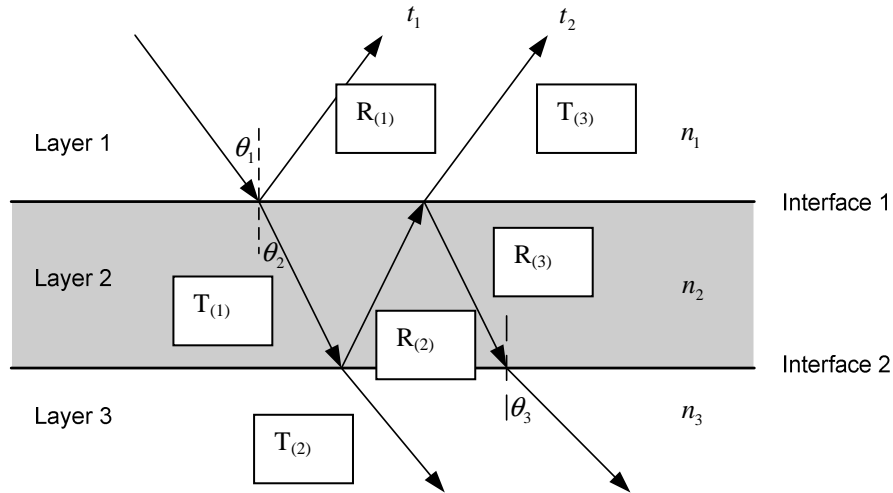 t₁
t₂
R₍₁₎
T₍₃₎
Layer 1
θ₁
n₁
Interface 1
θ₂
R₍₃₎
Layer 2
n₂
T₍₁₎
R₍₂₎
Interface 2
Layer 3
θ₃
n₃
T₍₂₎